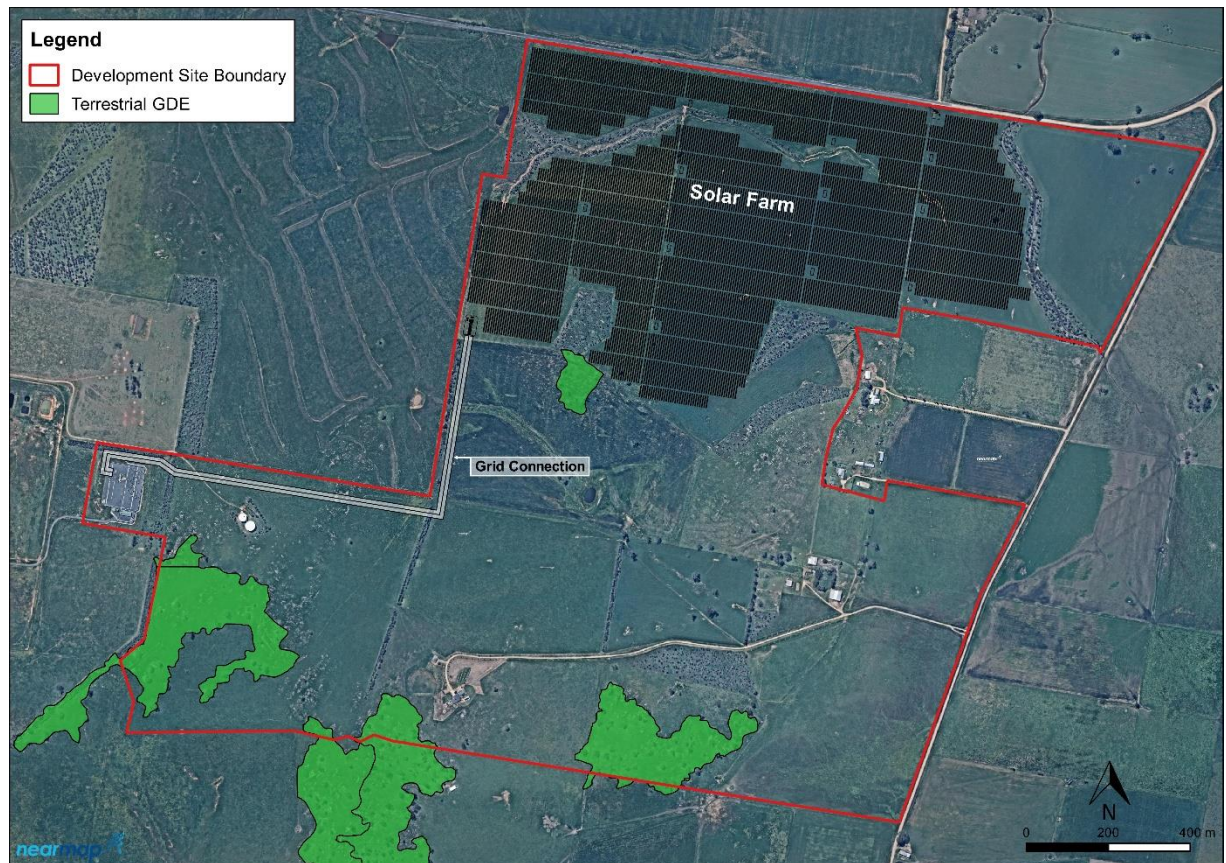 Legend
Development Site Boundary
Terrestrial GDE
Solar Farm
Grid Connection
N
0 200 400 m
nearmap